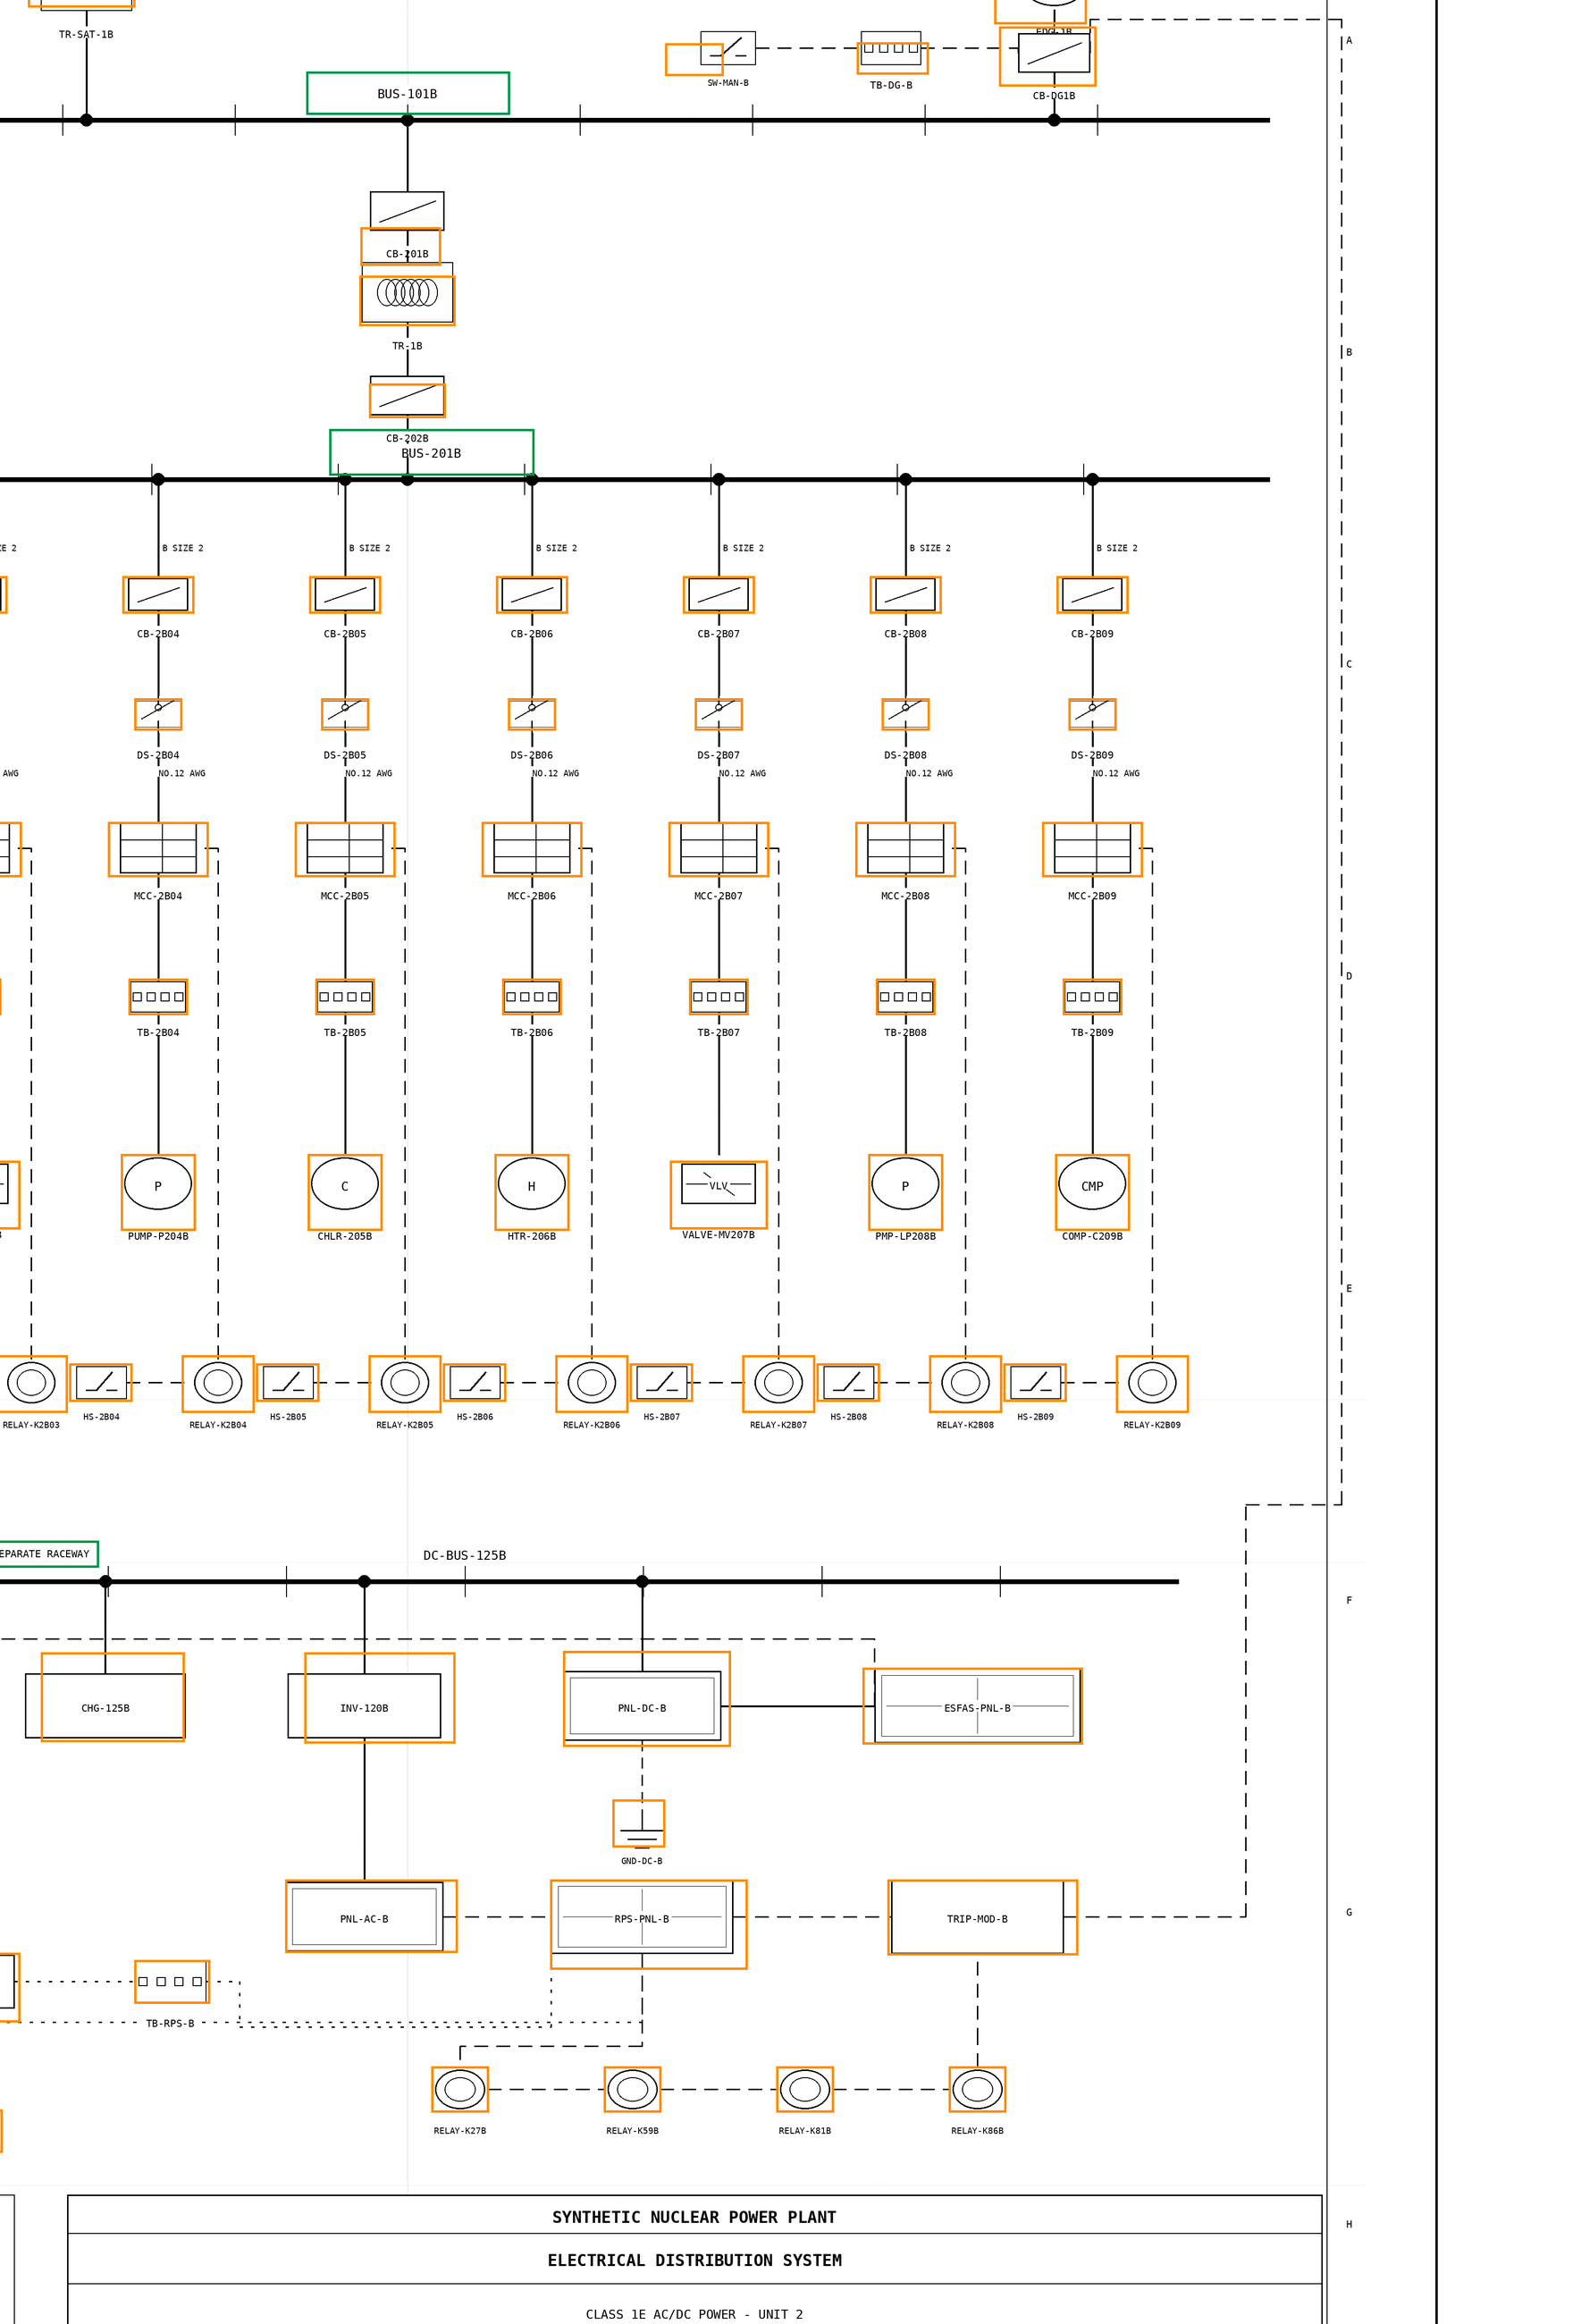 EDG-1B
TR-SAT-1B
A
SW-MAN-B
TB-DG-B
CB-DG1B
BUS-101B
CB-201B
TR-1B
B
CB-202B
BUS-201B
ZE 2
B SIZE 2
B SIZE 2
B SIZE 2
B SIZE 2
B SIZE 2
B SIZE 2
CB-2B04
CB-2B05
CB-2B06
CB-2B07
CB-2B08
CB-2B09
C
DS-2B04
DS-2B05
DS-2B06
DS-2B07
DS-2B08
DS-2B09
AWG
NO.12 AWG
NO.12 AWG
NO.12 AWG
NO.12 AWG
NO.12 AWG
NO.12 AWG
MCC-2B04
MCC-2B05
MCC-2B06
MCC-2B07
MCC-2B08
MCC-2B09
D
TB-2B04
TB-2B05
TB-2B06
TB-2B07
TB-2B08
TB-2B09
P
C
H
VLV
P
CMP
PUMP-P204B
CHLR-205B
HTR-206B
VALVE-MV207B
PMP-LP208B
COMP-C209B
E
RELAY-K2B03
HS-2B04
RELAY-K2B04
HS-2B05
RELAY-K2B05
HS-2B06
RELAY-K2B06
HS-2B07
RELAY-K2B07
HS-2B08
RELAY-K2B08
HS-2B09
RELAY-K2B09
EPARATE RACEWAY
DC-BUS-125B
F
CHG-125B
INV-120B
PNL-DC-B
ESFAS-PNL-B
GND-DC-B
PNL-AC-B
RPS-PNL-B
TRIP-MOD-B
G
TB-RPS-B
RELAY-K27B
RELAY-K59B
RELAY-K81B
RELAY-K86B
SYNTHETIC NUCLEAR POWER PLANT
H
ELECTRICAL DISTRIBUTION SYSTEM
CLASS 1E AC/DC POWER - UNIT 2